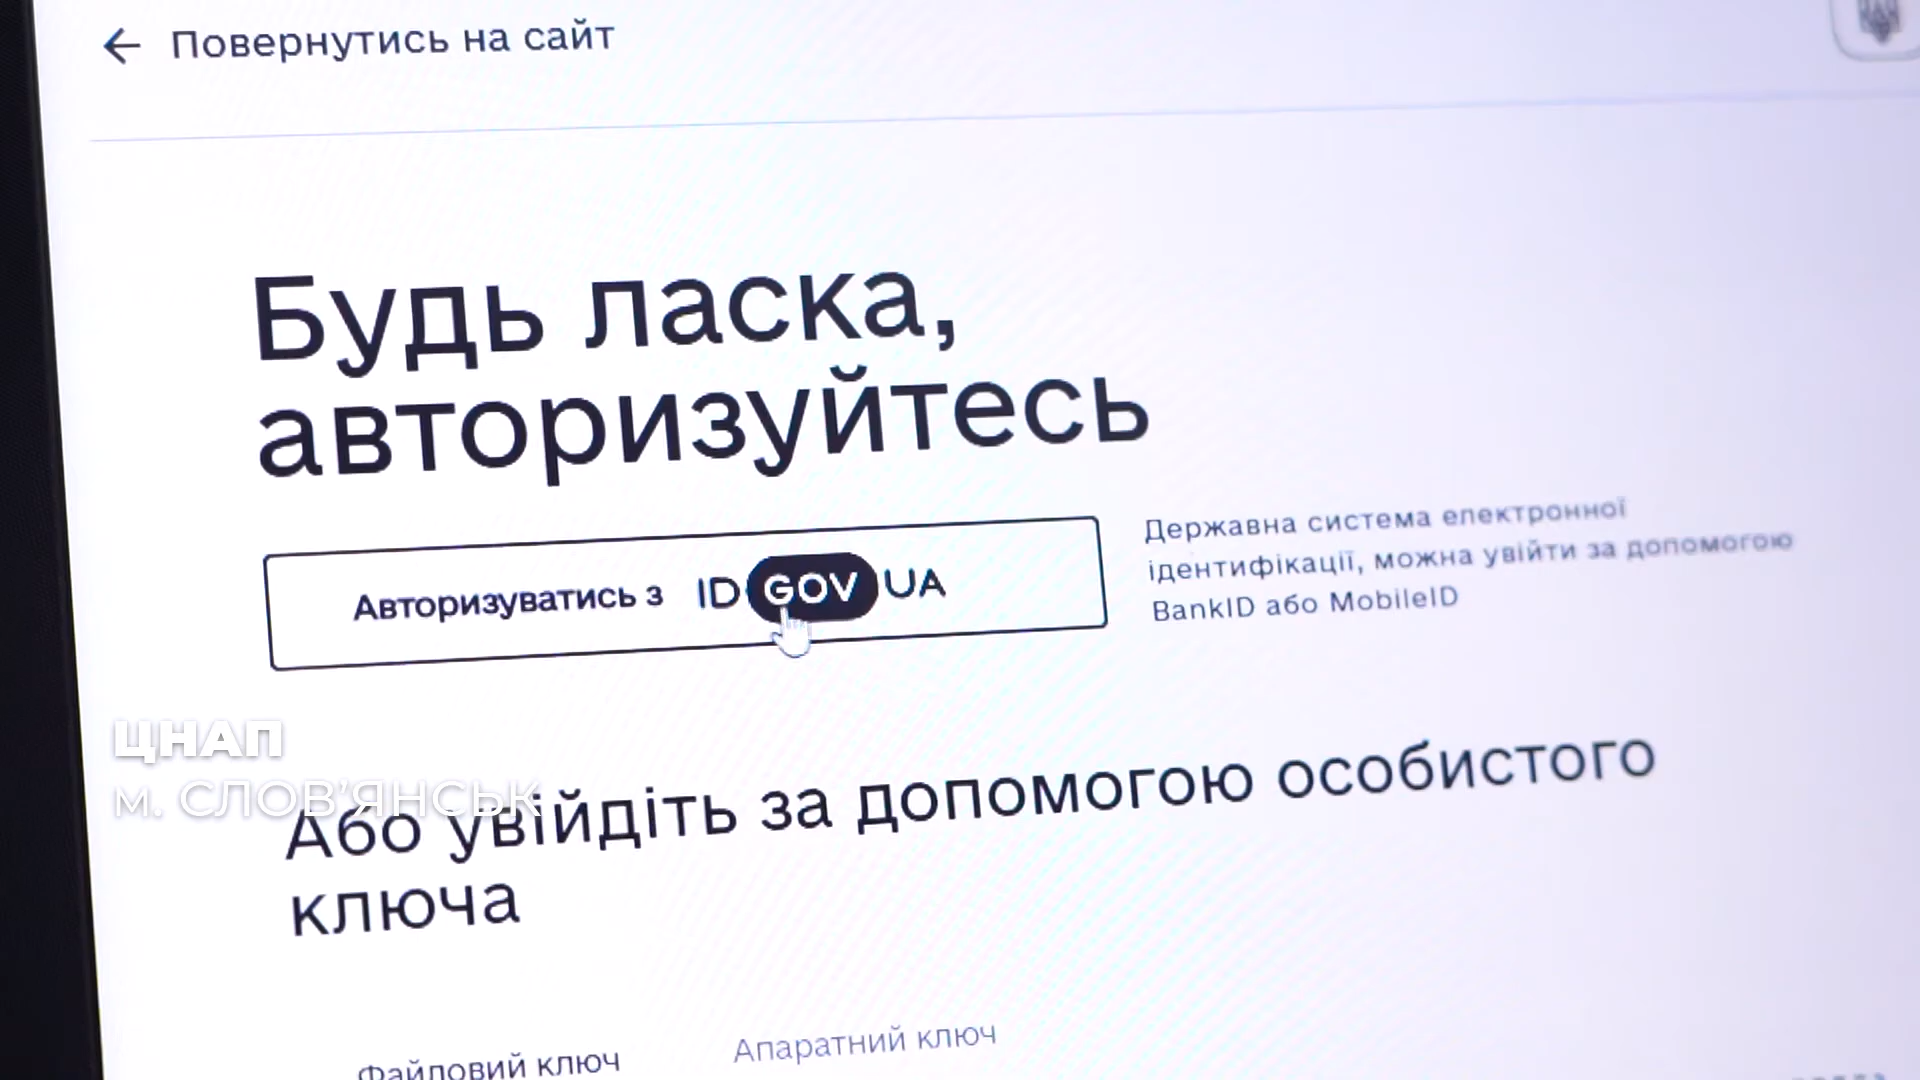 ← Повернутись на сайт
Будь ласка,
авторизуйтесь
Авторизуватись з ID GOV UA
Державна система електронної
ідентифікації, можна увійти за допомогою
BankID або MobileID
ЦНАП
м. СЛОВ'ЯНСЬК
Або увійдіть за допомогою особистого
ключа
Файловий ключ
Апаратний ключ